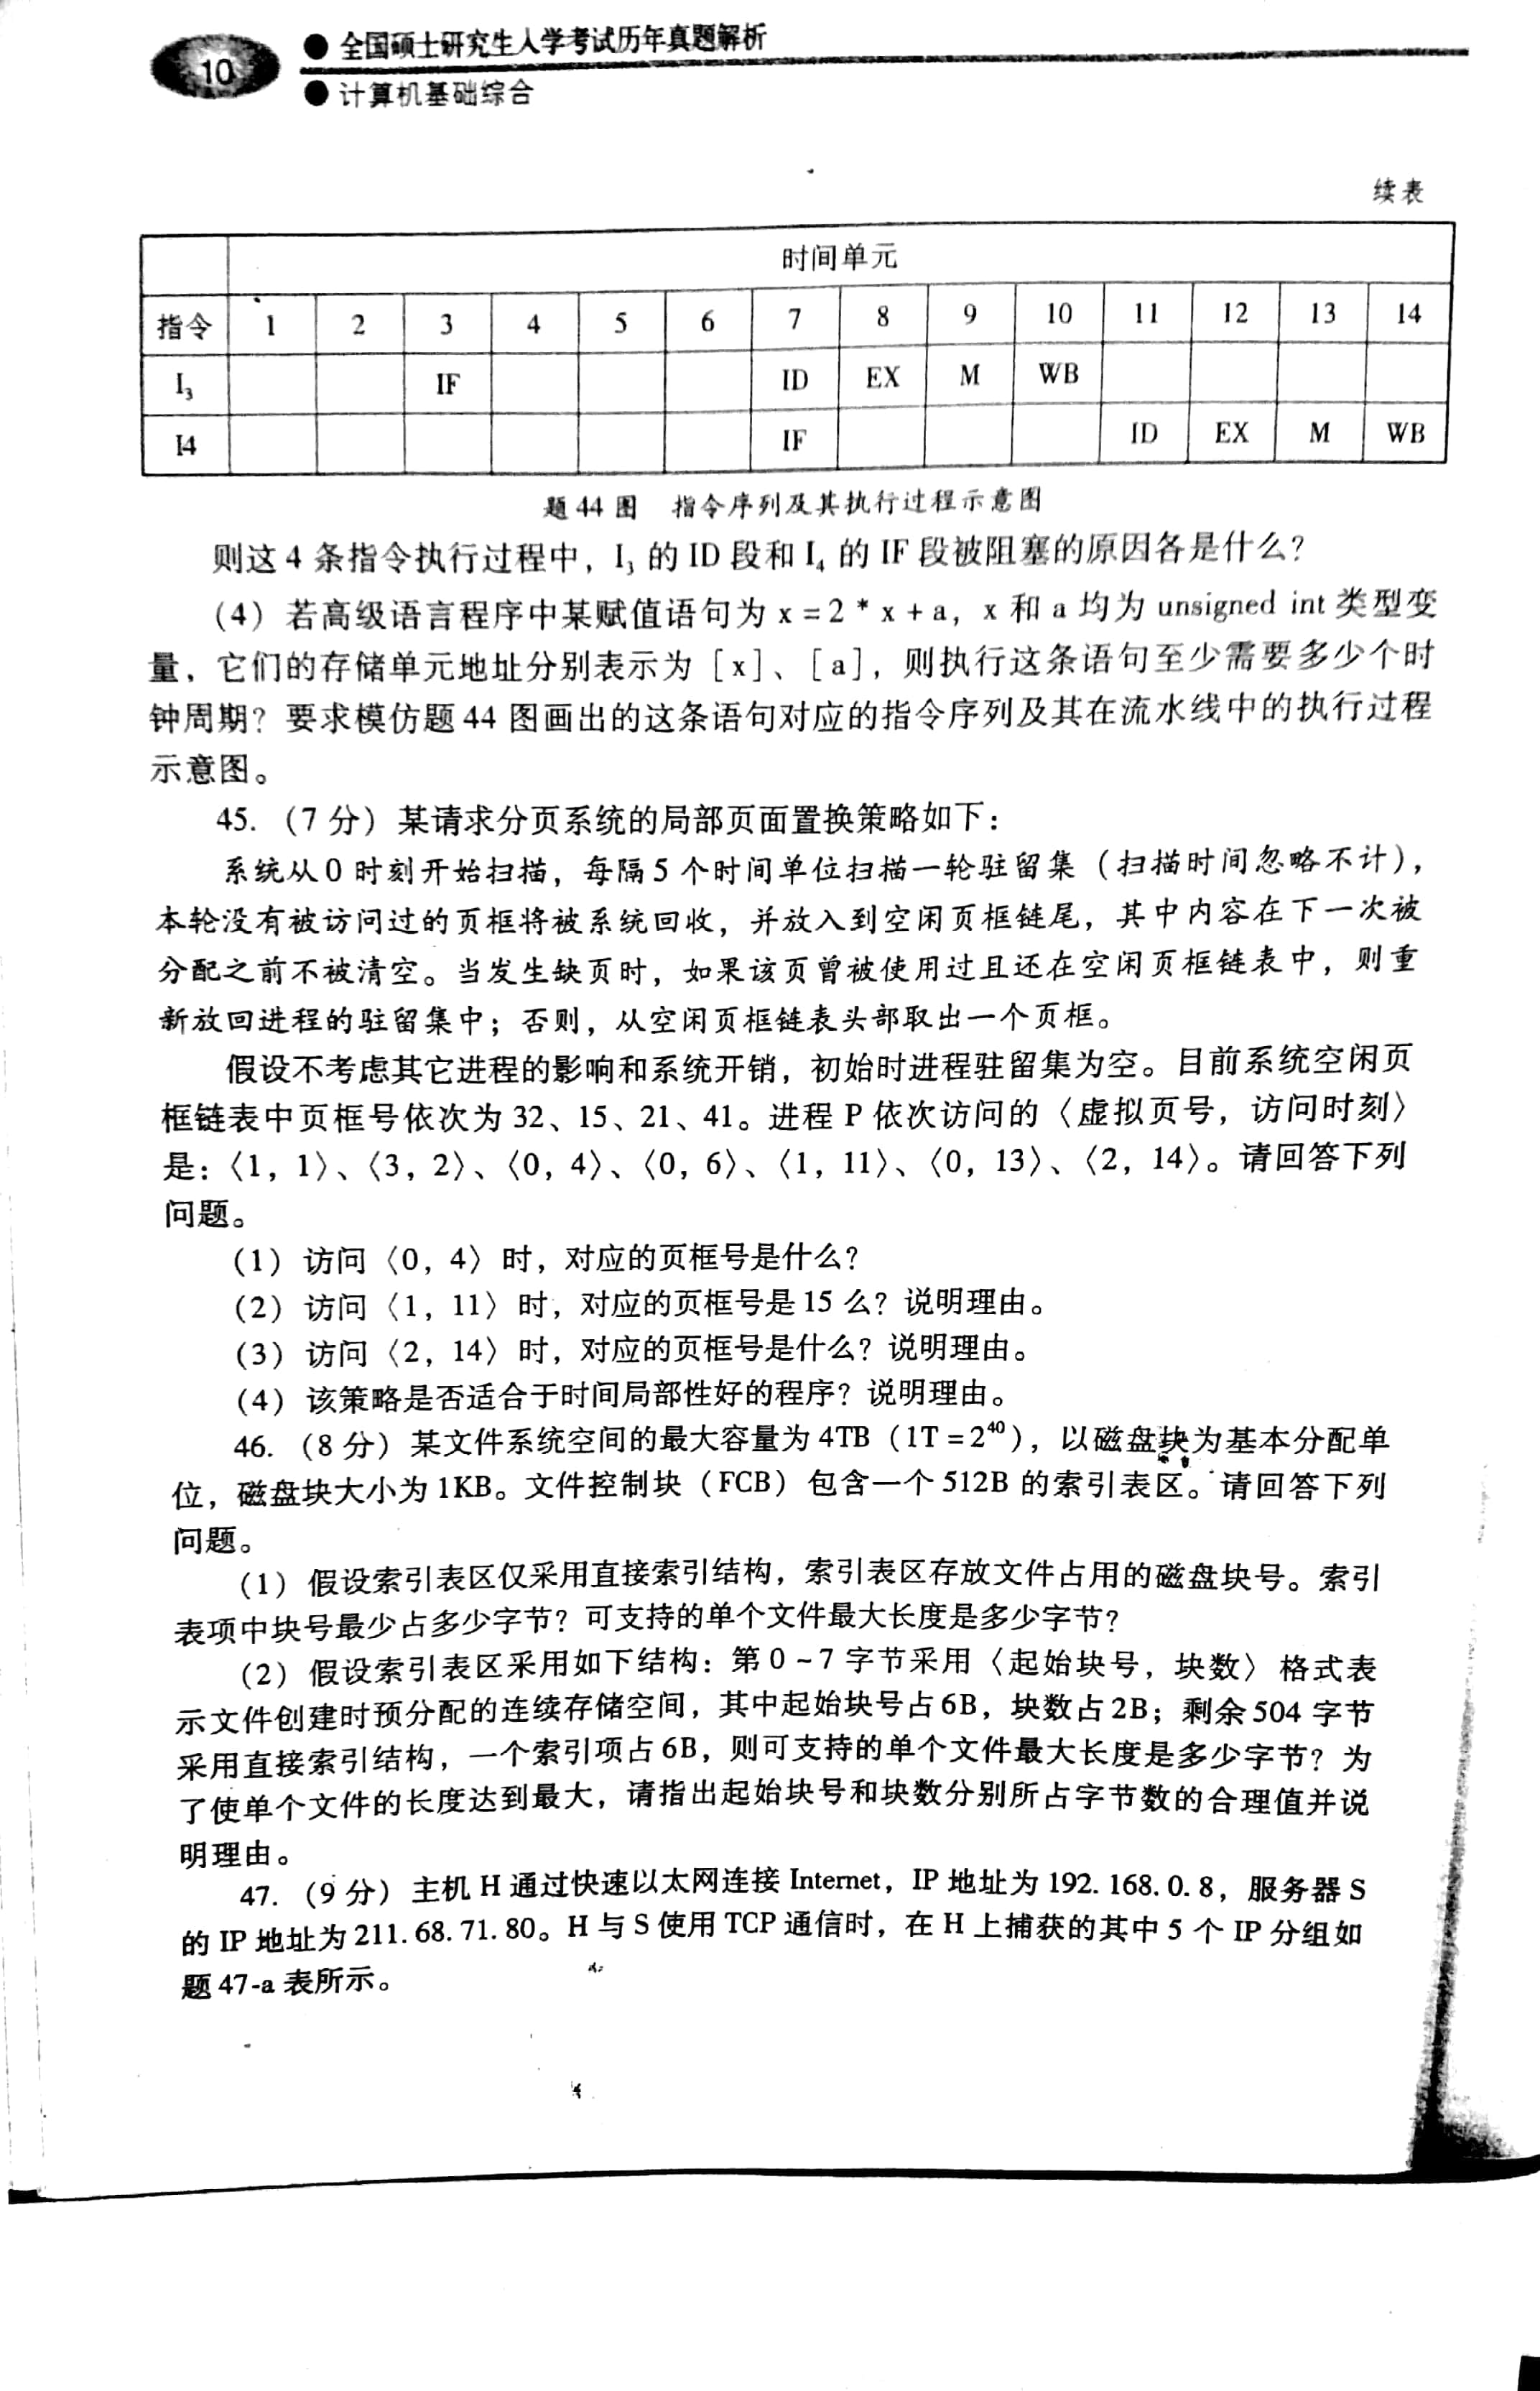 10
全国硕士研究生入学考试历年真题解析
计算机基础综合
续表
时间单元
指令 1 2 3 4 5 6 7 8 9 10 11 12 13 14
I₃ IF ID EX M WB
I4 IF ID EX M WB
题 44 图 指令序列及其执行过程示意图
则这 4 条指令执行过程中，I₃ 的 ID 段和 I₄ 的 IF 段被阻塞的原因各是什么？
（4）若高级语言程序中某赋值语句为 x = 2 * x + a，x 和 a 均为 unsigned int 类型变
量，它们的存储单元地址分别表示为［x］、［a］，则执行这条语句至少需要多少个时
钟周期？要求模仿题 44 图画出的这条语句对应的指令序列及其在流水线中的执行过程
示意图。
45.（7 分）某请求分页系统的局部页面置换策略如下：
系统从 0 时刻开始扫描，每隔 5 个时间单位扫描一轮驻留集（扫描时间忽略不计），
本轮没有被访问过的页框将被系统回收，并放入到空闲页框链尾，其中内容在下一次被
分配之前不被清空。当发生缺页时，如果该页曾被使用过且还在空闲页框链表中，则重
新放回进程的驻留集中；否则，从空闲页框链表头部取出一个页框。
假设不考虑其它进程的影响和系统开销，初始时进程驻留集为空。目前系统空闲页
框链表中页框号依次为 32、15、21、41。进程 P 依次访问的〈虚拟页号，访问时刻〉
是：〈1，1〉、〈3，2〉、〈0，4〉、〈0，6〉、〈1，11〉、〈0，13〉、〈2，14〉。请回答下列
问题。
（1）访问〈0，4〉时，对应的页框号是什么？
（2）访问〈1，11〉时，对应的页框号是 15 么？说明理由。
（3）访问〈2，14〉时，对应的页框号是什么？说明理由。
（4）该策略是否适合于时间局部性好的程序？说明理由。
46.（8 分）某文件系统空间的最大容量为 4TB（1T = 2⁴⁰），以磁盘块为基本分配单
位，磁盘块大小为 1KB。文件控制块（FCB）包含一个 512B 的索引表区。请回答下列
问题。
（1）假设索引表区仅采用直接索引结构，索引表区存放文件占用的磁盘块号。索引
表项中块号最少占多少字节？可支持的单个文件最大长度是多少字节？
（2）假设索引表区采用如下结构：第 0 ~ 7 字节采用〈起始块号，块数〉格式表
示文件创建时预分配的连续存储空间，其中起始块号占 6B，块数占 2B；剩余 504 字节
采用直接索引结构，一个索引项占 6B，则可支持的单个文件最大长度是多少字节？为
了使单个文件的长度达到最大，请指出起始块号和块数分别所占字节数的合理值并说
明理由。
47.（9 分）主机 H 通过快速以太网连接 Internet，IP 地址为 192. 168. 0. 8，服务器 S
的 IP 地址为 211. 68. 71. 80。H 与 S 使用 TCP 通信时，在 H 上捕获的其中 5 个 IP 分组如
题 47-a 表所示。